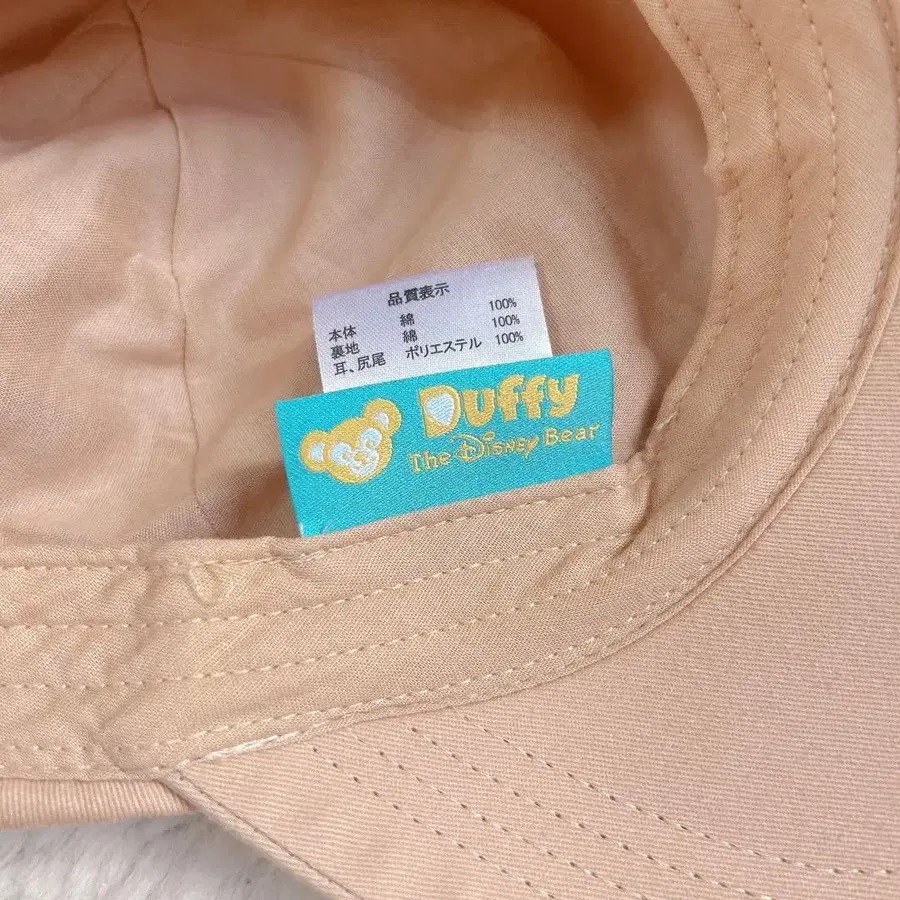 品質表示
本体 綿 100%
裏地 綿 100%
耳、尻尾 ポリエステル 100%
Duffy
The Disney Bear